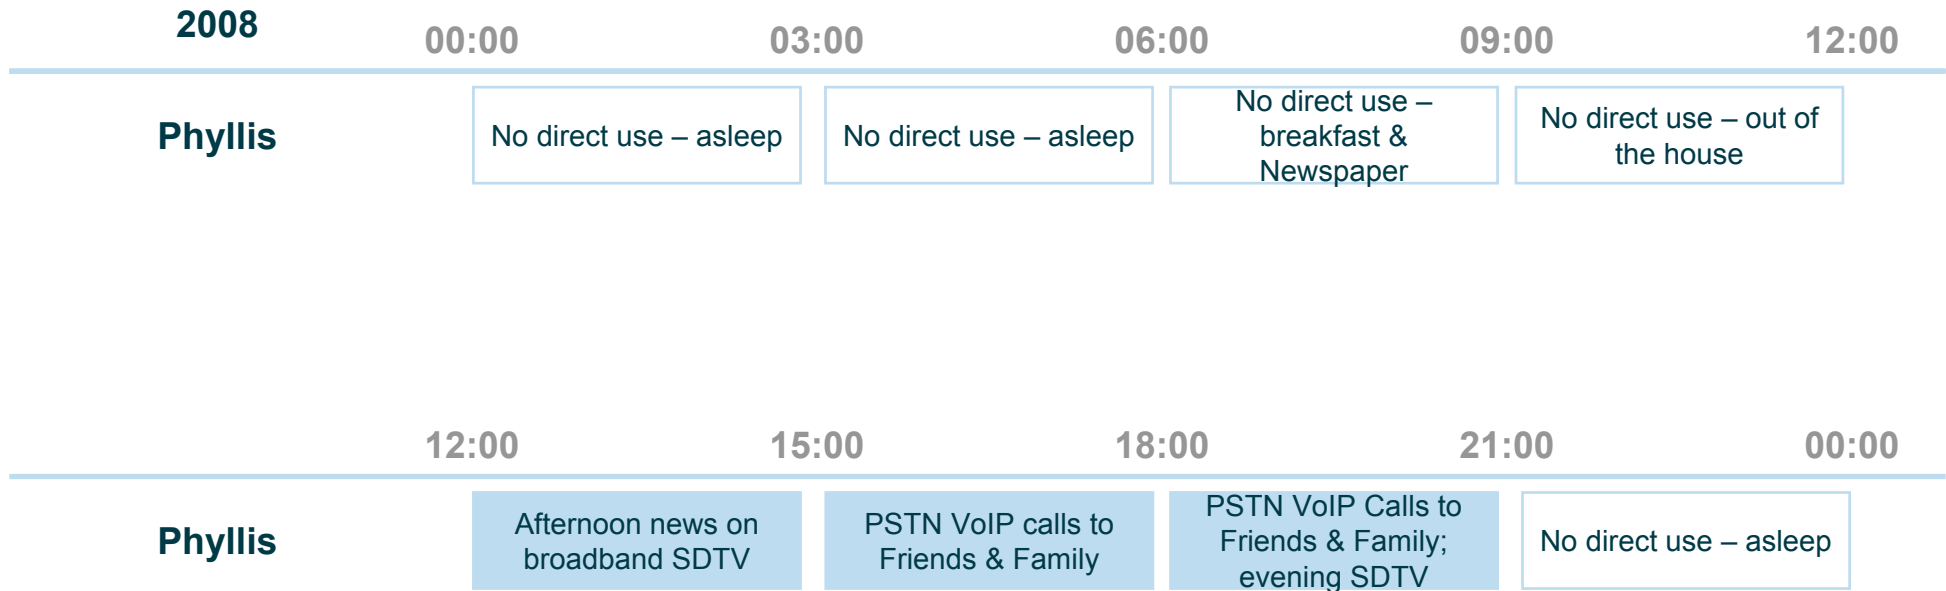 2008
00:00 03:00 06:00 09:00 12:00
Phyllis
No direct use – asleep
No direct use – asleep
No direct use –
breakfast &
Newspaper
No direct use – out of
the house
12:00 15:00 18:00 21:00 00:00
Phyllis
Afternoon news on
broadband SDTV
PSTN VoIP calls to
Friends & Family
PSTN VoIP Calls to
Friends & Family;
evening SDTV
No direct use – asleep